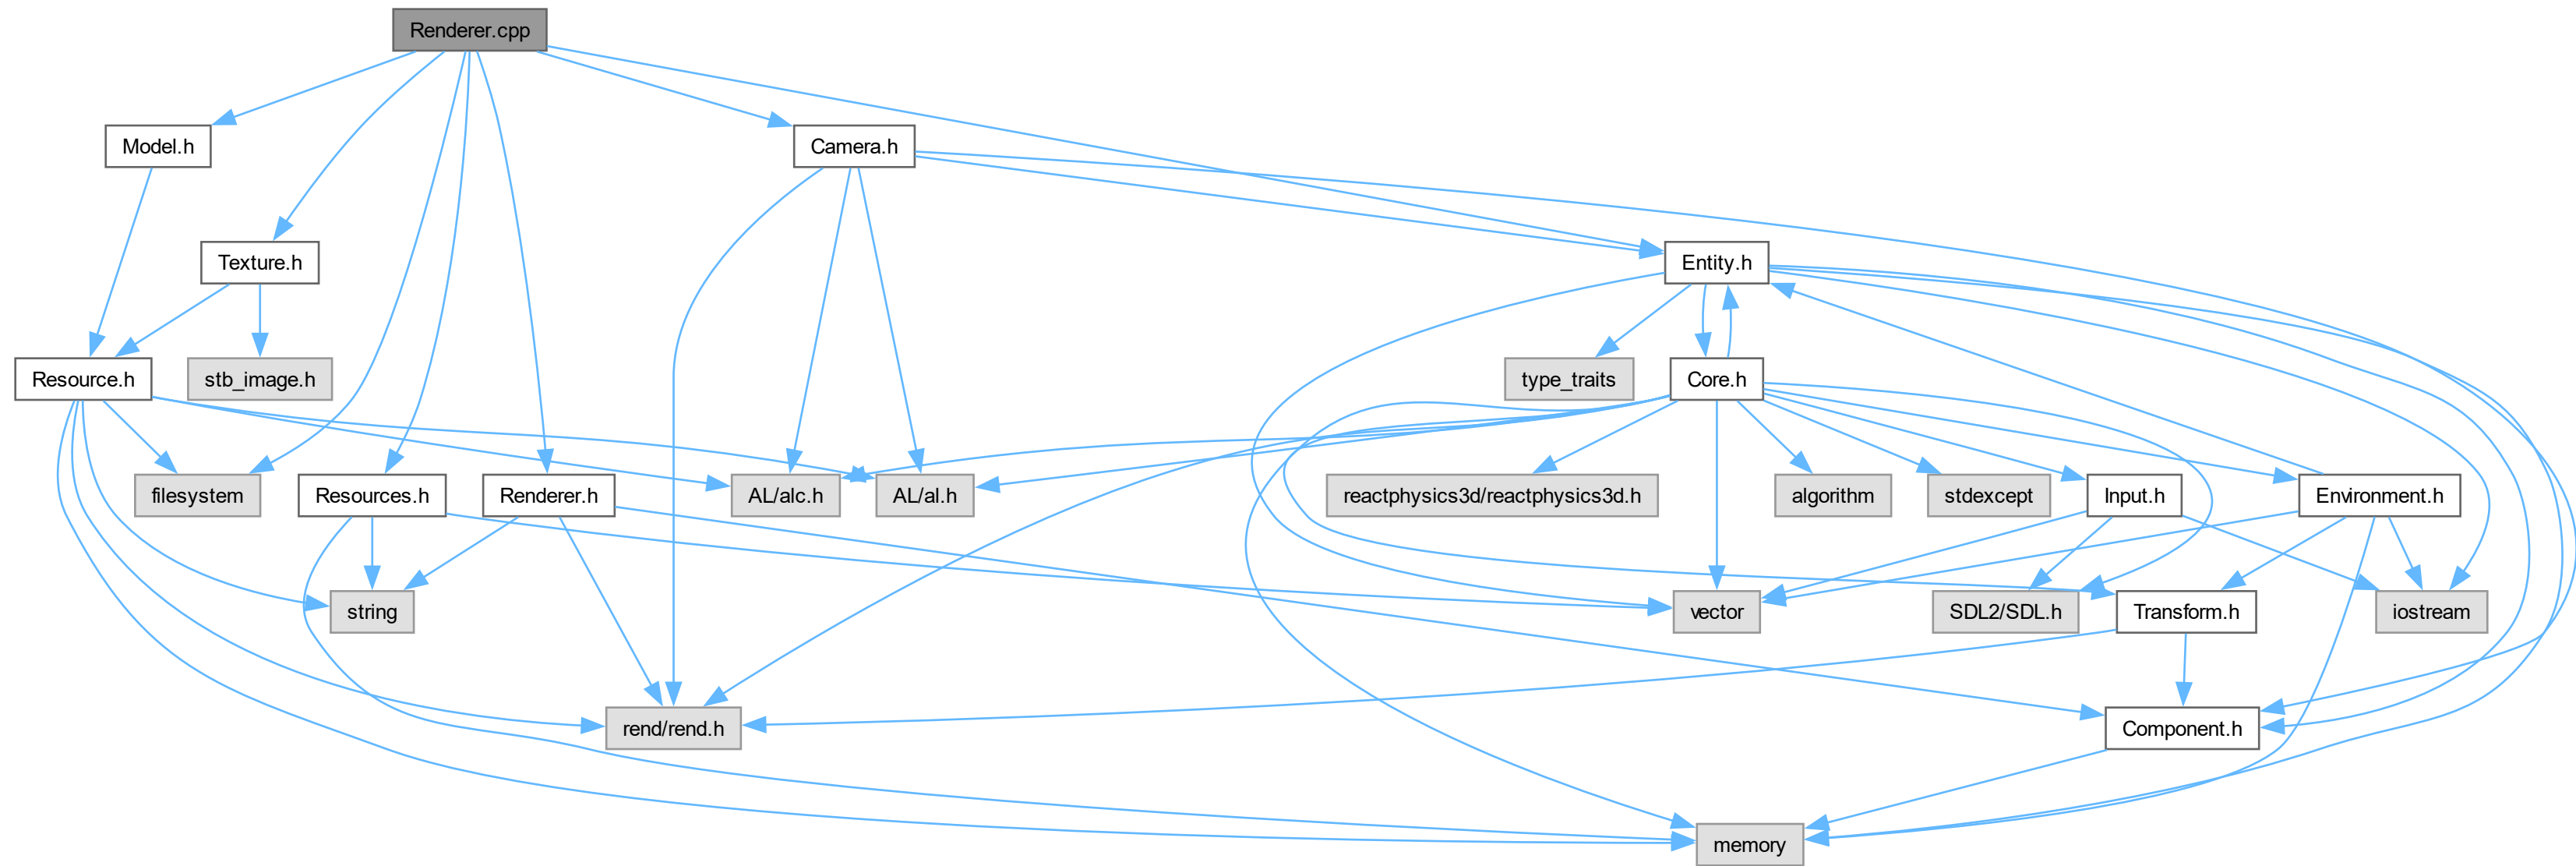 Renderer.cpp
Model.h
Camera.h
Texture.h
Entity.h
Resource.h
stb_image.h
type_traits
Core.h
filesystem
Resources.h
Renderer.h
AL/alc.h
AL/al.h
reactphysics3d/reactphysics3d.h
algorithm
stdexcept
Input.h
Environment.h
string
vector
SDL2/SDL.h
Transform.h
iostream
rend/rend.h
Component.h
memory